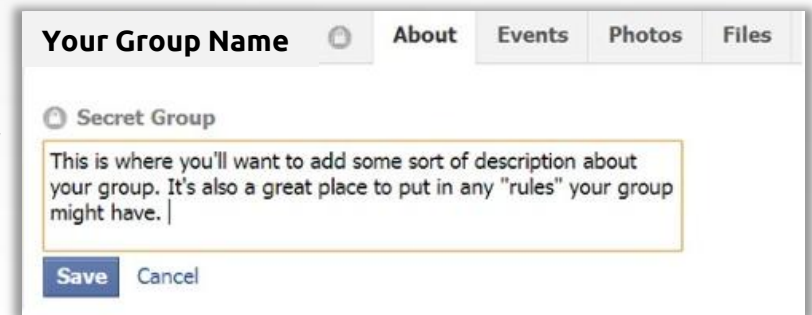 Your Group Name About Events Photos Files
Secret Group
This is where you'll want to add some sort of description about
your group. It's also a great place to put in any "rules" your group
might have.
Save Cancel